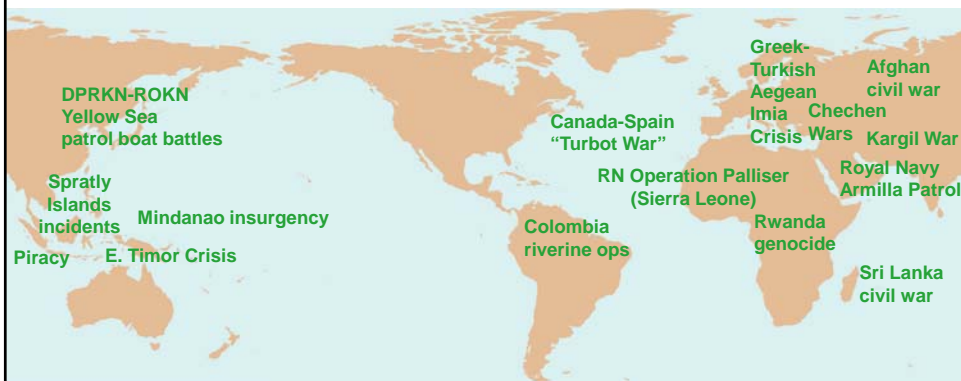 DPRKN-ROKN
Yellow Sea
patrol boat battles
Spratly
Islands
incidents
Mindanao insurgency
Piracy
E. Timor Crisis
Canada-Spain
“Turbot War”
RN Operation Palliser
(Sierra Leone)
Colombia
riverine ops
Greek-
Turkish
Aegean
Imia
Crisis
Chechen
Wars
Afghan
civil war
Kargil War
Royal Navy
Armilla Patrol
Rwanda
genocide
Sri Lanka
civil war